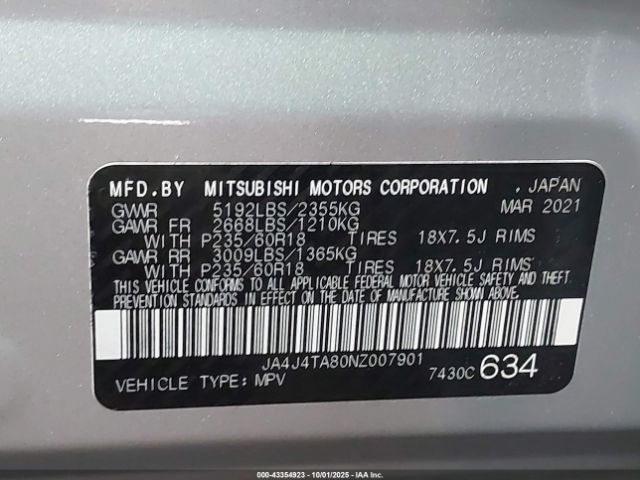 MFD.BY MITSUBISHI MOTORS CORPORATION , JAPAN
GVWR 5192LBS/2355KG MAR 2021
GAWR FR 2668LBS/1210KG
WITH P235/60R18 TIRES 18X7.5J RIMS
GAWR RR 3009LBS/1365KG
WITH P235/60R18 TIRES 18X7.5J RIMS
THIS VEHICLE CONFORMS TO ALL APPLICABLE FEDERAL MOTOR VEHICLE SAFETY AND THEFT
PREVENTION STANDARDS IN EFFECT ON THE DATE OF MANUFACTURE SHOWN ABOVE.
JA4J4TA80NZ007901
VEHICLE TYPE: MPV 7430C 634
000-43354923 - 10/01/2025 - IAA Inc.